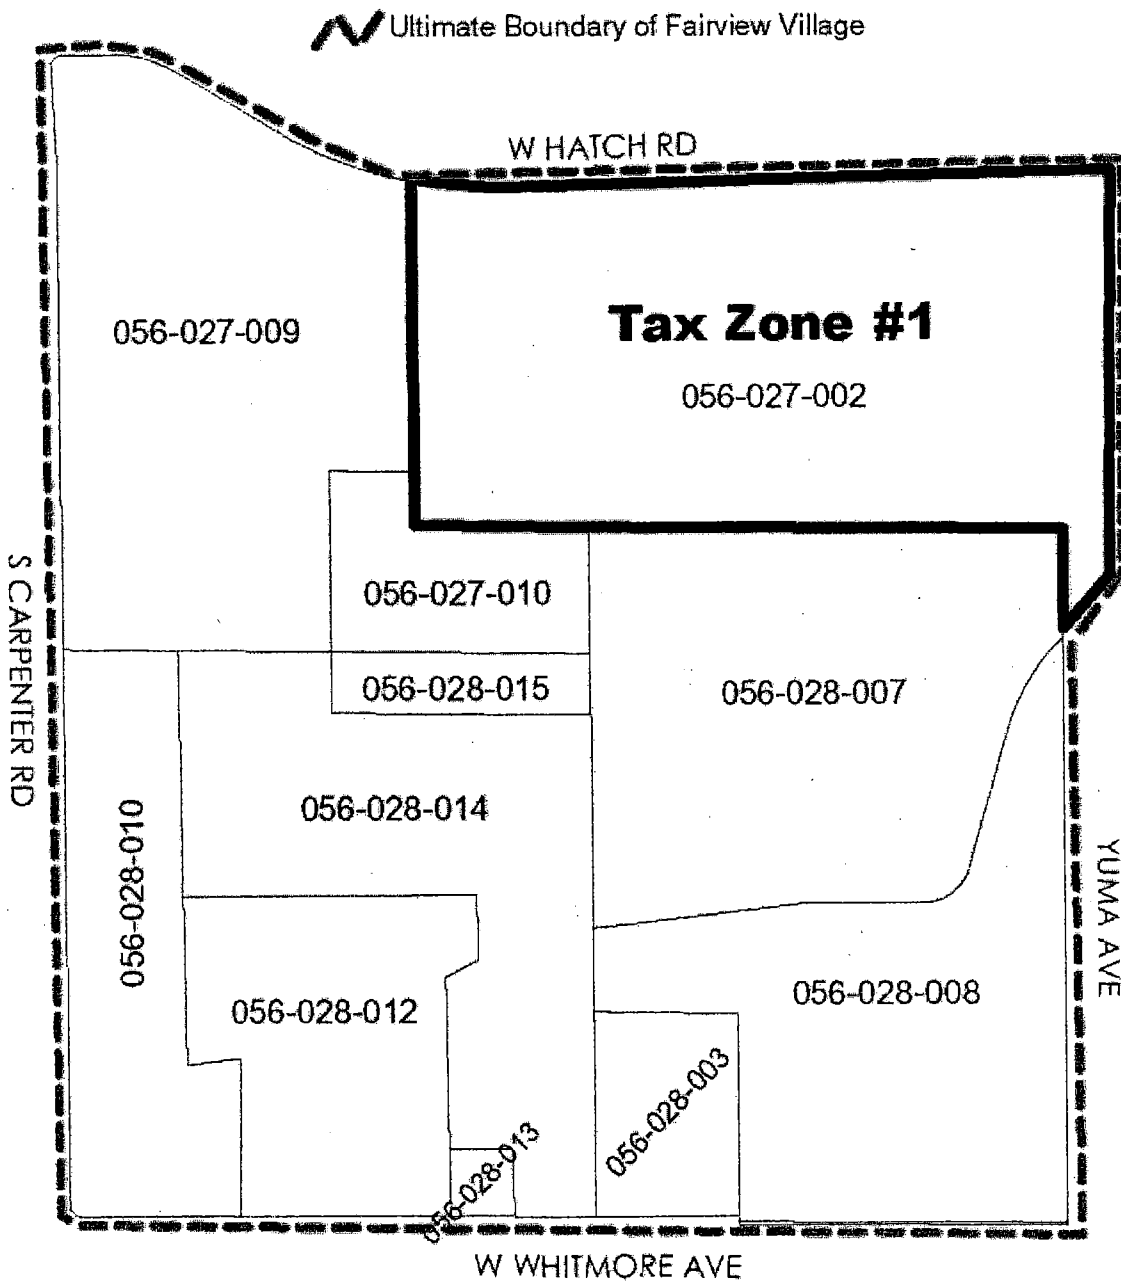 Ultimate Boundary of Fairview Village
W HATCH RD
Tax Zone #1
056-027-009
056-027-002
S CARPENTER RD
056-027-010
056-028-015
056-028-007
056-028-014
056-028-010
YUMA AVE
056-028-012
056-028-008
056-028-003
056-028-013
W WHITMORE AVE